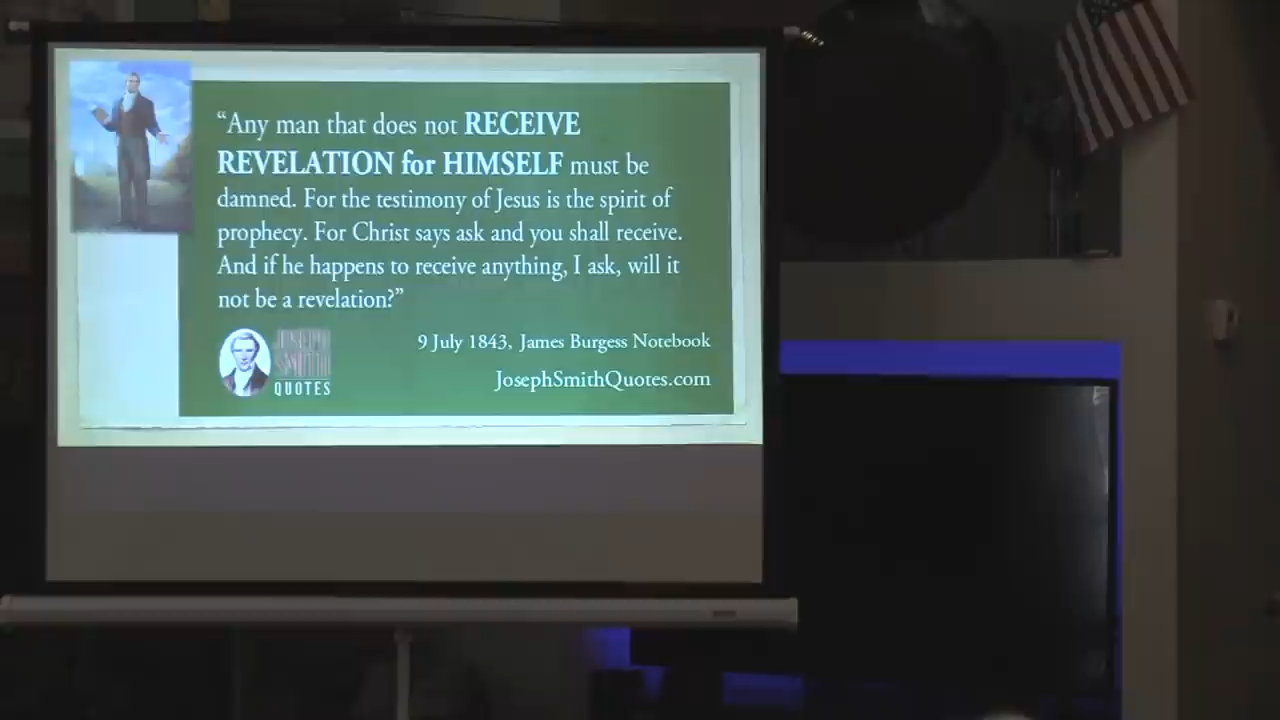 “Any man that does not RECEIVE
REVELATION for HIMSELF must be
damned. For the testimony of Jesus is the spirit of
prophecy. For Christ says ask and you shall receive.
And if he happens to receive anything, I ask, will it
not be a revelation?”
9 July 1843, James Burgess Notebook
JOSEPH
SMITH
QUOTES
JosephSmithQuotes.com